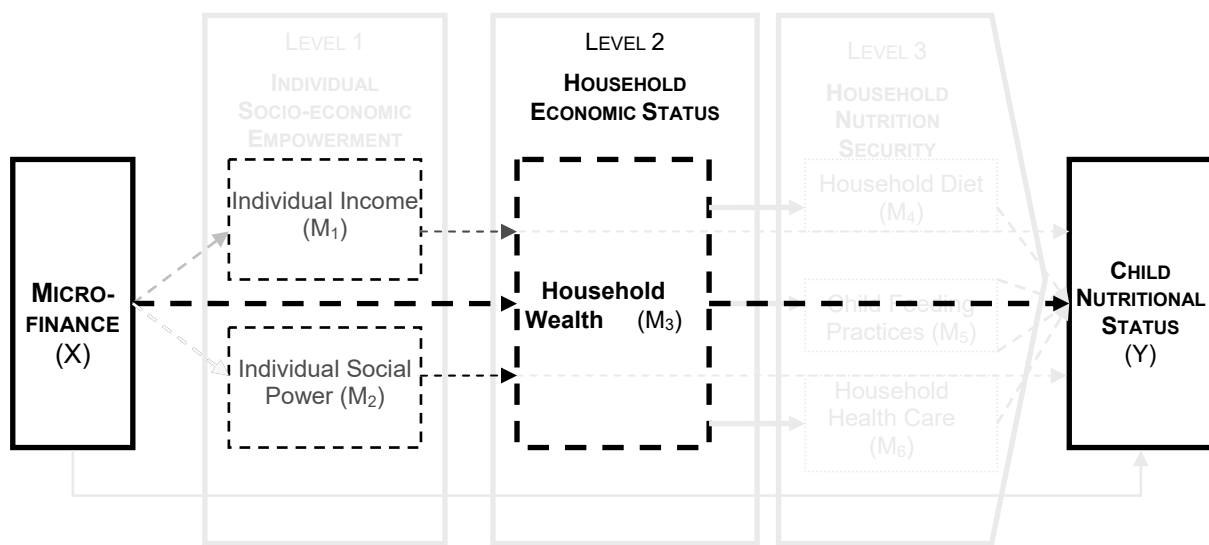 LEVEL 1
INDIVIDUAL
SOCIO-ECONOMIC
EMPOWERMENT
LEVEL 2
HOUSEHOLD
ECONOMIC STATUS
LEVEL 3
HOUSEHOLD
NUTRITION
SECURITY
MICRO-
FINANCE
(X)
Individual Income
(M₁)
Individual Social
Power (M₂)
Household
Wealth (M₃)
Household Diet
(M₄)
Child Feeding
Practices (M₅)
Household
Health Care
(M₆)
CHILD
NUTRITIONAL
STATUS
(Y)